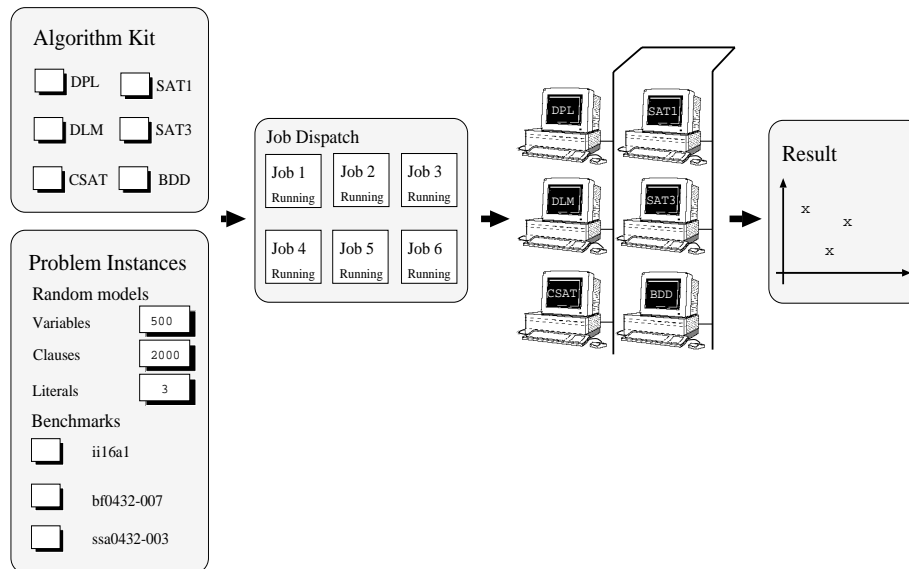 Algorithm Kit
DPL
SAT1
DLM
SAT3
CSAT
BDD
Problem Instances
Random models
Variables 500
Clauses 2000
Literals 3
Benchmarks
ii16a1
bf0432-007
ssa0432-003
Job Dispatch
Job 1
Running
Job 2
Running
Job 3
Running
Job 4
Running
Job 5
Running
Job 6
Running
DPL
SAT1
DLM
SAT3
CSAT
BDD
Result
x
x
x